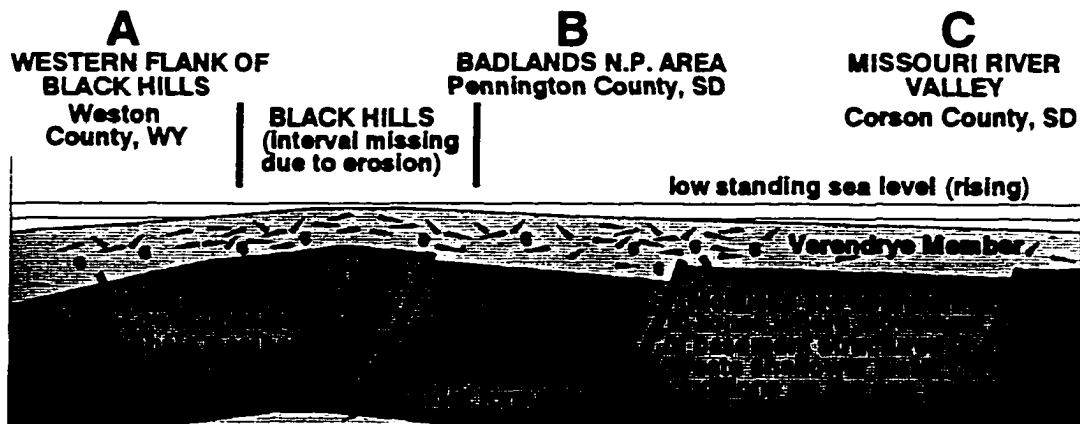 A
WESTERN FLANK OF
BLACK HILLS
Weston
County, WY
BLACK HILLS
(interval missing
due to erosion)
B
BADLANDS N.P. AREA
Pennington County, SD
C
MISSOURI RIVER
VALLEY
Corson County, SD
low standing sea level (rising)
Verendrye Member